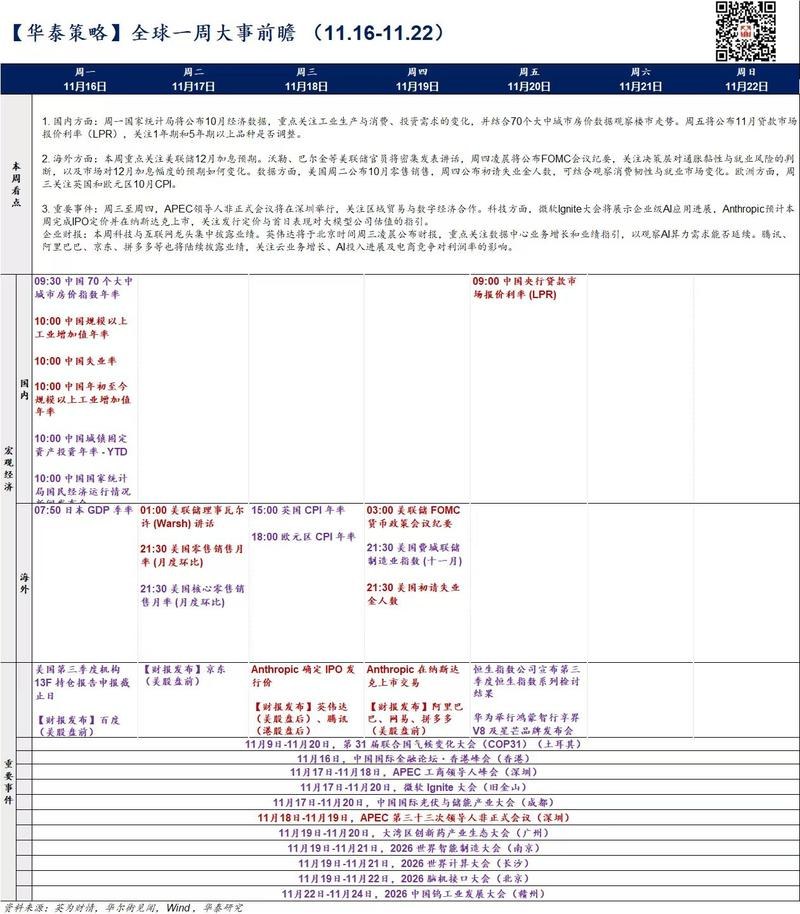 【华泰策略】全球一周大事前瞻 （11.16-11.22）
周一
11月16日
周二
11月17日
周三
11月18日
周四
11月19日
周五
11月20日
周六
11月21日
周日
11月22日
本周看点
1. 国内方面：周一国家统计局将公布10月经济数据，重点关注工业生产与消费、投资需求的变化，并结合70个大中城市房价数据观察楼市走势。周五将公布11月贷款市场
报价利率（LPR），关注1年期和5年期以上品种是否调整。
2. 海外方面：本周重点关注美联储12月加息预期。沃勒、巴尔金等美联储官员将密集发表讲话，周四凌晨将公布FOMC会议纪要，关注决策层对通胀黏性与就业风险的判
断，以及市场对12月加息幅度的预期如何变化。数据方面，美国周二公布10月零售销售，周四公布初请失业金人数，可结合观察消费韧性与就业市场变化。欧洲方面，周
三关注英国和欧元区10月CPI.
3. 重要事件：周三至周四，APEC领导人非正式会议将在深圳举行，关注区域贸易与数字经济合作。科技方面，微软Ignite大会将展示企业级AI应用进展，Anthropic预计本
周完成IPO定价并在纳斯达克上市，关注发行定价与首日表现对大模型公司估值的指引。
企业财报：本周科技与互联网龙头集中披露业绩。英伟达将于北京时间周三凌晨公布财报，重点关注数据中心业务增长和业绩指引，以观察AI算力需求能否延续。腾讯、
阿里巴巴、京东、拼多多等也将陆续披露业绩，关注云业务增长、AI投入进展及电商竞争对利润率的影响。
宏观经济
国内
09:30 中国 70 个大中
城市房价指数年率
10:00 中国规模以上
工业增加值年率
10:00 中国失业率
10:00 中国年初至今
规模以上工业增加值
年率
10:00 中国城镇固定
资产投资年率 - YTD
10:00 中国国家统计
局国民经济运行情况
09:00 中国央行贷款市
场报价利率 (LPR)
海外
07:50 日本 GDP 季率
01:00 美联储理事瓦尔
许 (Warsh) 讲话
21:30 美国零售销售月
率 (月度环比)
21:30 美国核心零售销
售月率 (月度环比)
15:00 英国 CPI 年率
18:00 欧元区 CPI 年率
03:00 美联储 FOMC
货币政策会议纪要
21:30 美国费城联储
制造业指数 (十一月)
21:30 美国初请失业
金人数
重要事件
美国第三季度机构
13F 持仓报告申报截
止日
【财报发布】百度
（美股盘前）
【财报发布】京东
（美股盘前）
Anthropic 确定 IPO 发
行价
【财报发布】英伟达
（美股盘后）、腾讯
（港股盘后）
Anthropic 在纳斯达
克上市交易
【财报发布】阿里巴
巴、网易、拼多多
（美股盘前）
恒生指数公司宣布第三
季度恒生指数系列检讨
结果
华为举行鸿蒙智行享界
V8 及星芒品牌发布会
11月9日-11月20日，第 31 届联合国气候变化大会（COP31）（土耳其）
11月16日，中国国际金融论坛·香港峰会（香港）
11月17日-11月18日，APEC 工商领导人峰会（深圳）
11月17日-11月20日，微软 Ignite 大会（旧金山）
11月17日-11月20日，中国国际光伏与储能产业大会（成都）
11月18日-11月19日，APEC 第三十三次领导人非正式会议（深圳）
11月19日-11月20日，大湾区创新药产业生态大会（广州）
11月19日-11月21日，2026 世界智能制造大会（南京）
11月19日-11月21日，2026 世界计算大会（长沙）
11月19日-11月22日，2026 脑机接口大会（北京）
11月22日-11月24日，2026 中国钨工业发展大会（赣州）
资料来源：英为财情，华尔街见闻，Wind，华泰研究